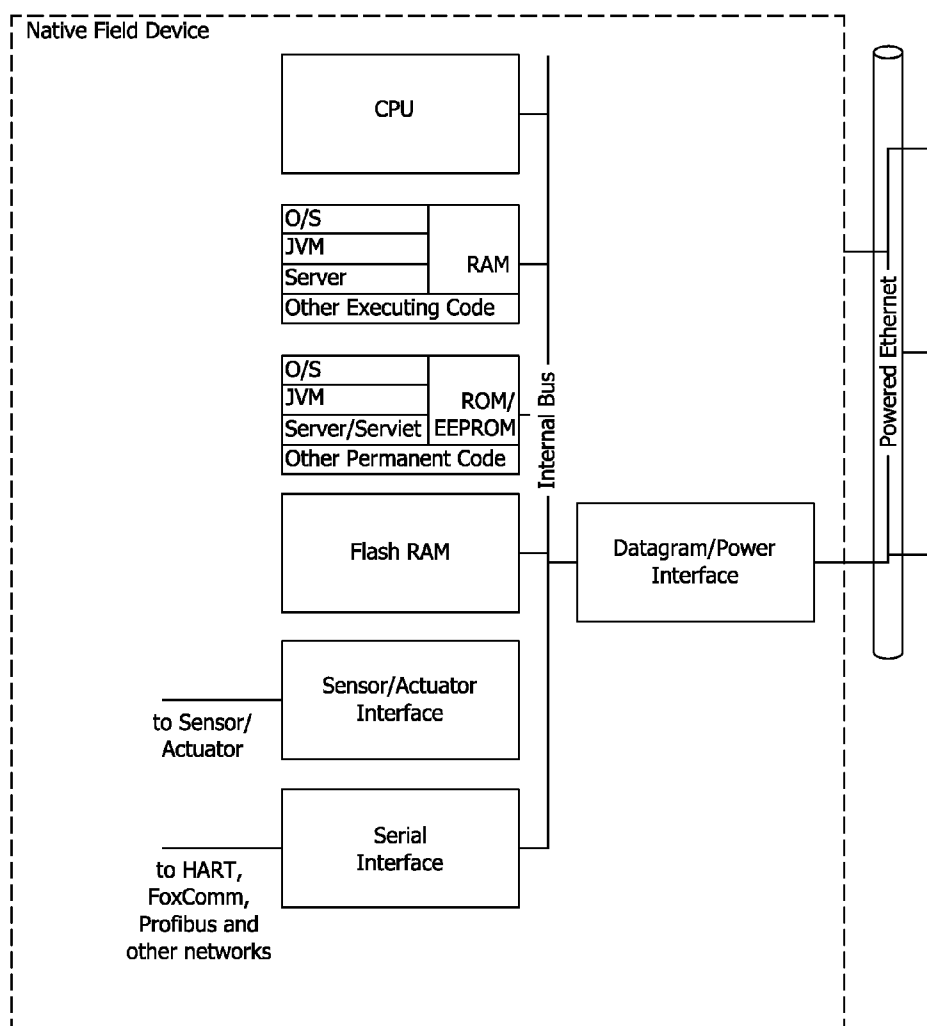 Native Field Device
CPU
O/S
JVM
Server
RAM
Other Executing Code
O/S
JVM
Server/Serviet
ROM/
EEPROM
Other Permanent Code
Internal Bus
Powered Ethernet
Flash RAM
Datagram/Power
Interface
Sensor/Actuator
Interface
to Sensor/
Actuator
Serial
Interface
to HART,
FoxComm,
Profibus and
other networks